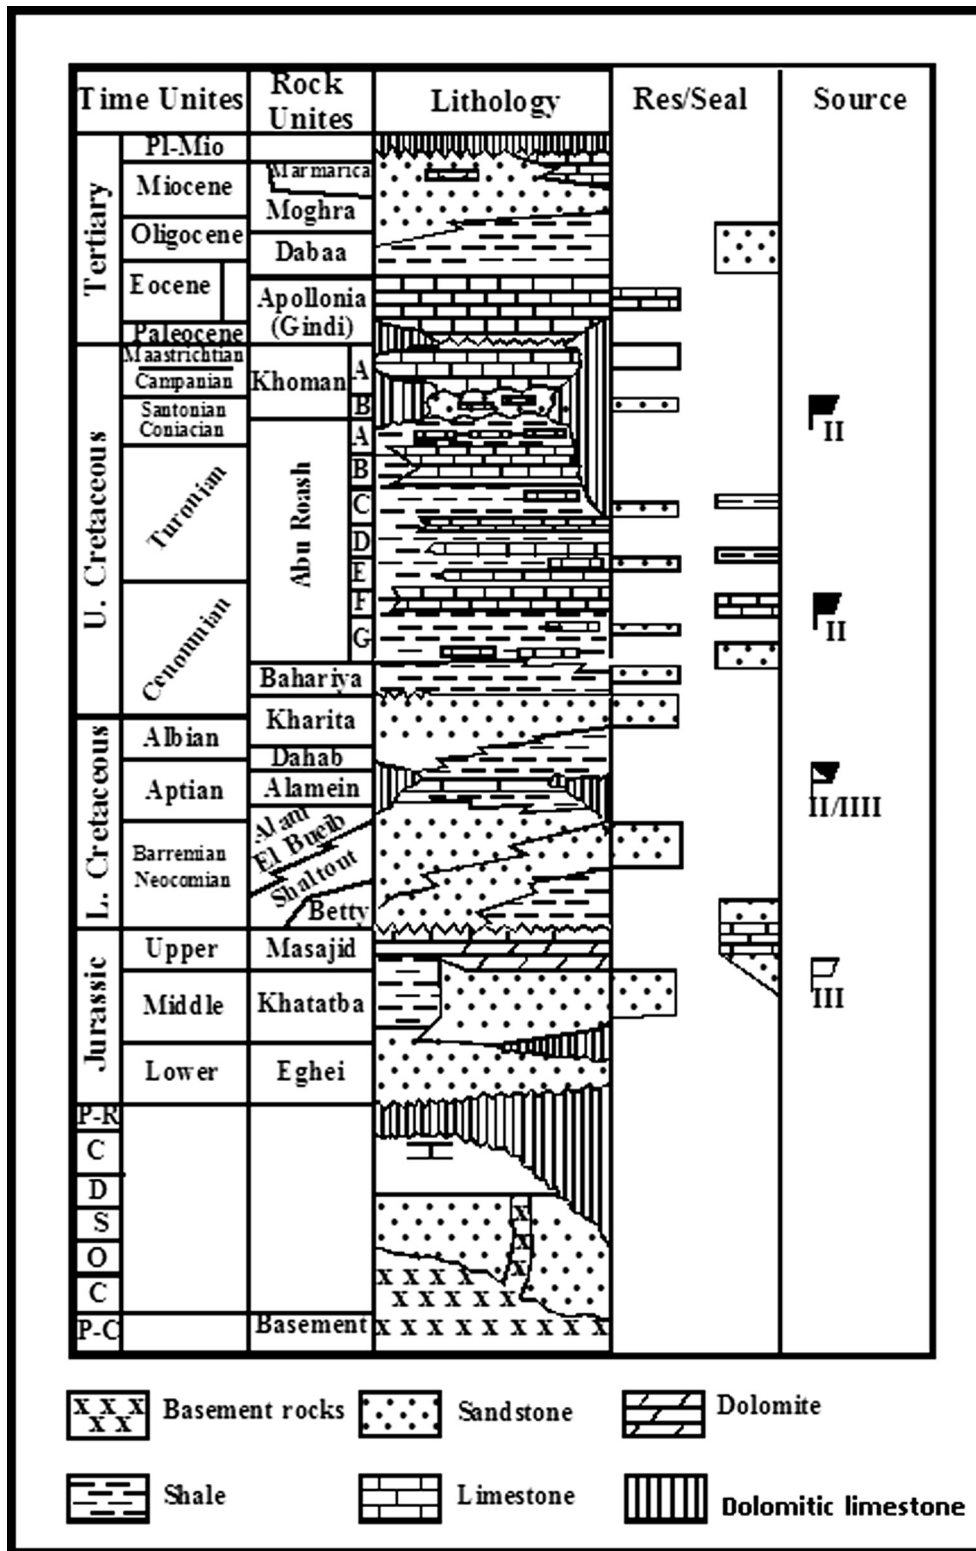 Time Unites
Rock
Unites
Lithology
Res/Seal
Source
Tertiary
Pl-Mio
Miocene
Oligocene
Eocene
Paleocene
Marmarica
Moghra
Dabaa
Apollonia
(Gindi)
U. Cretaceous
Maastrichtian
Campanian
Santonian
Coniacian
Turonian
Cenomnian
Khoman
A
B
Abu Roash
A
B
C
D
E
F
G
Bahariya
II
II
L. Cretaceous
Albian
Aptian
Barremian
Neocomian
Kharita
Dahab
Alamein
Alam
El Bueib
Shaltout
Betty
II/IIII
Jurassic
Upper
Middle
Lower
Masajid
Khatatba
Eghei
III
P-R
C
D
S
O
C
P-C
Basement
X
X
X
X X X X
X X X X X
X X X X X X X X X
X X X
X X
Basement rocks
Sandstone
Dolomite
Shale
Limestone
Dolomitic limestone